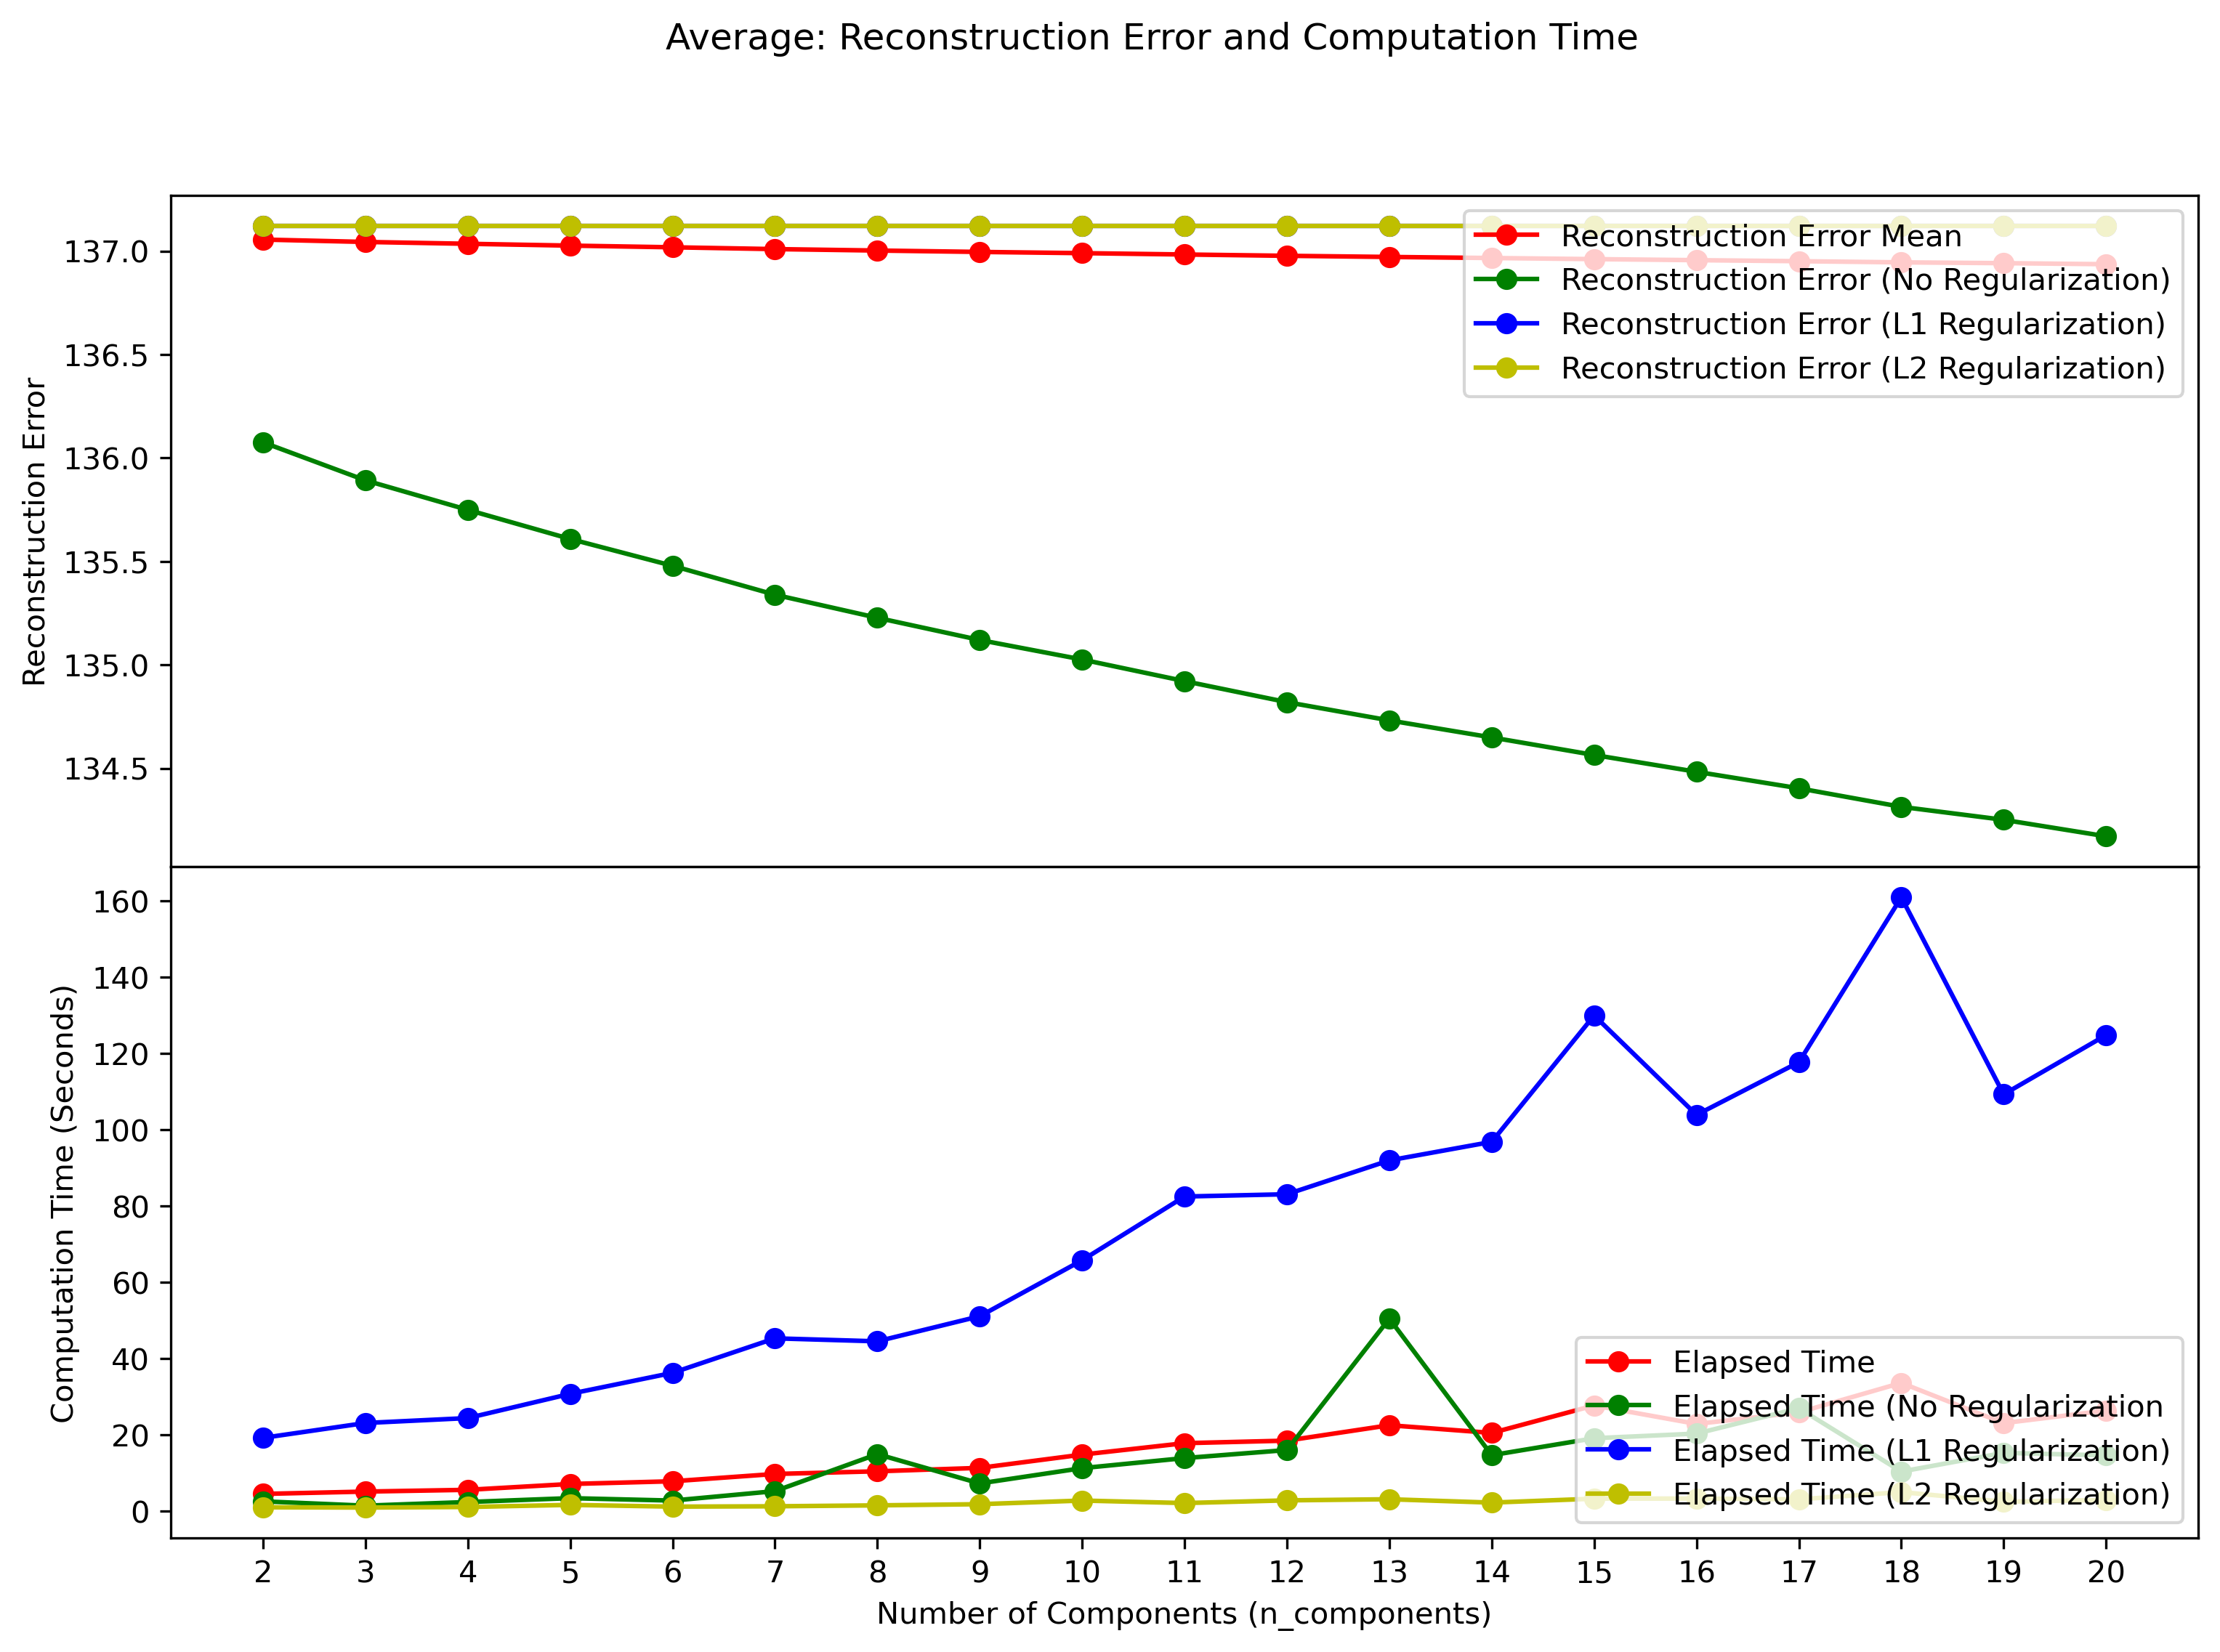 Average: Reconstruction Error and Computation Time
Reconstruction Error
137.0
136.5
136.0
135.5
135.0
134.5
Reconstruction Error Mean
Reconstruction Error (No Regularization)
Reconstruction Error (L1 Regularization)
Reconstruction Error (L2 Regularization)
Computation Time (Seconds)
160
140
120
100
80
60
40
20
0
Elapsed Time
Elapsed Time (No Regularization
Elapsed Time (L1 Regularization)
Elapsed Time (L2 Regularization)
2 3 4 5 6 7 8 9 10 11 12 13 14 15 16 17 18 19 20
Number of Components (n_components)